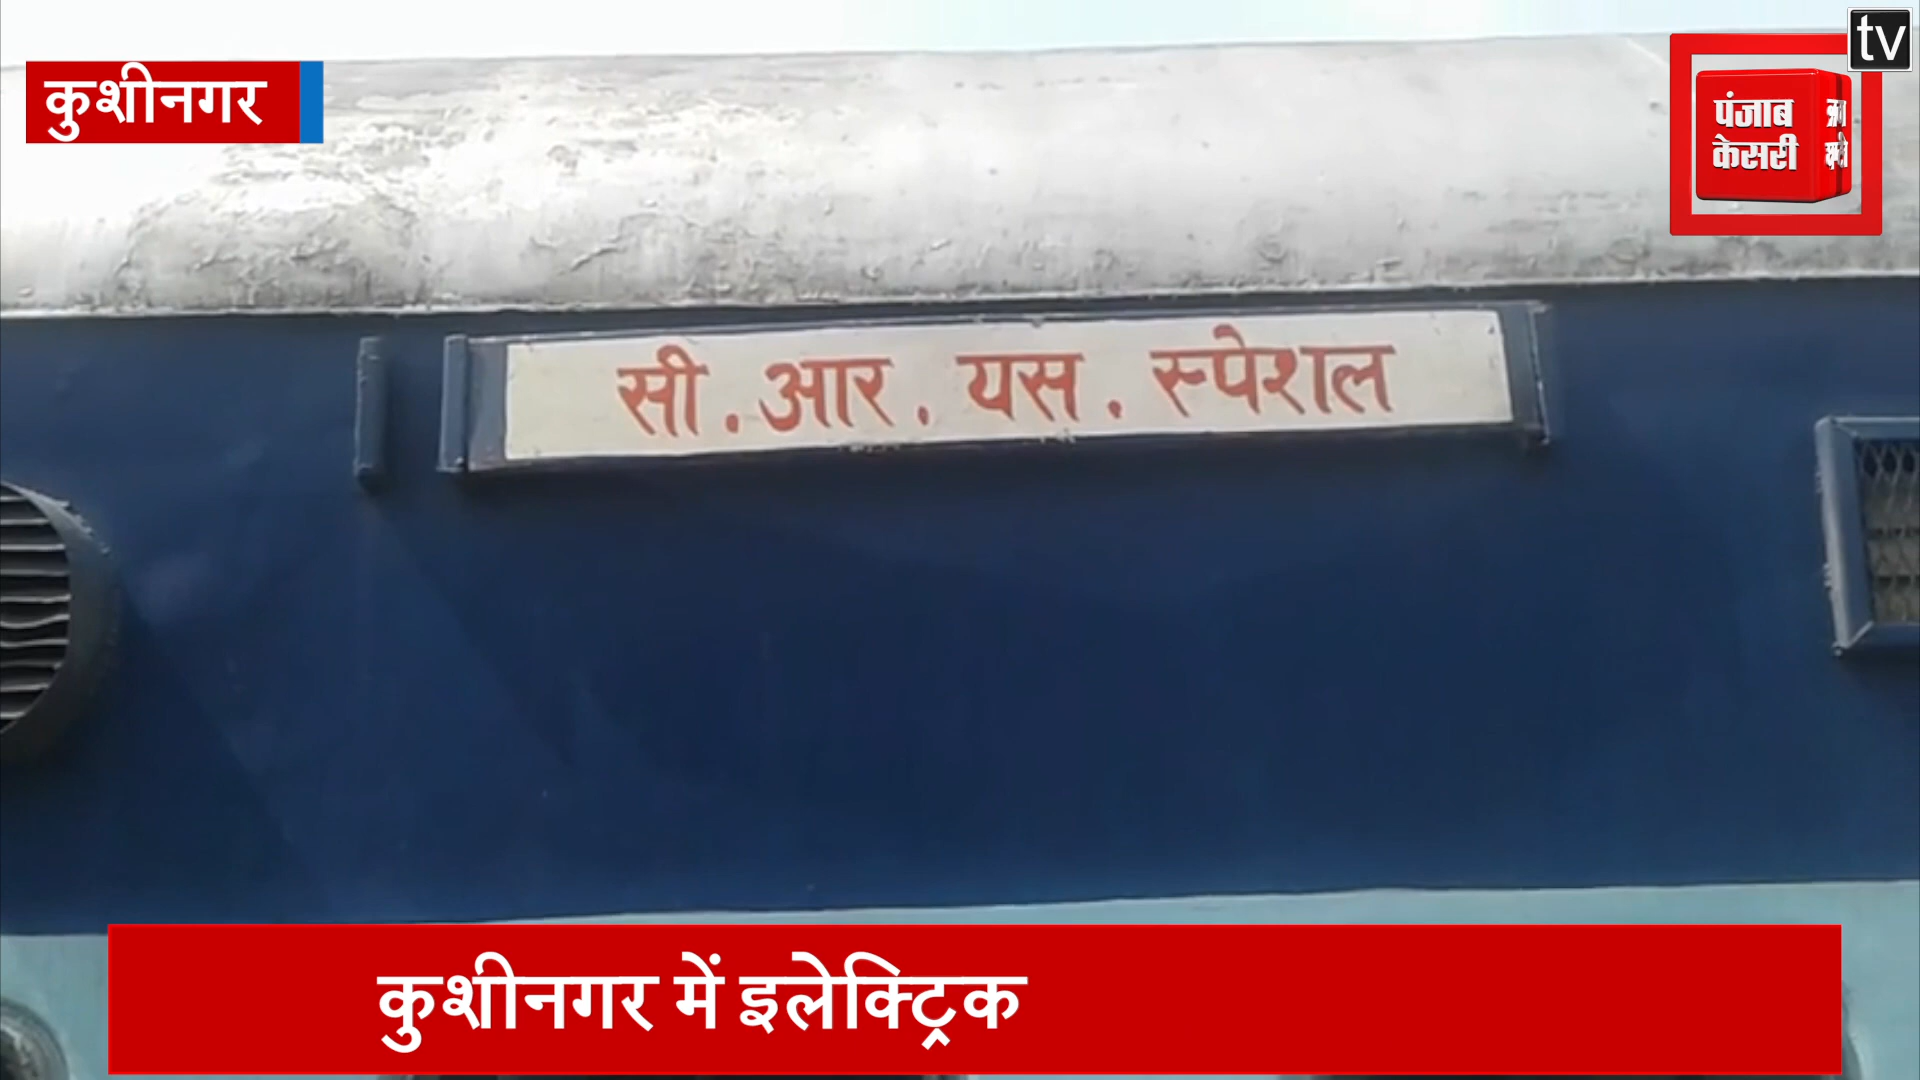 tv
कुशीनगर
पंजाब
केसरी
सी . आर . यस . स्पेशल
कुशीनगर में इलेक्ट्रिक